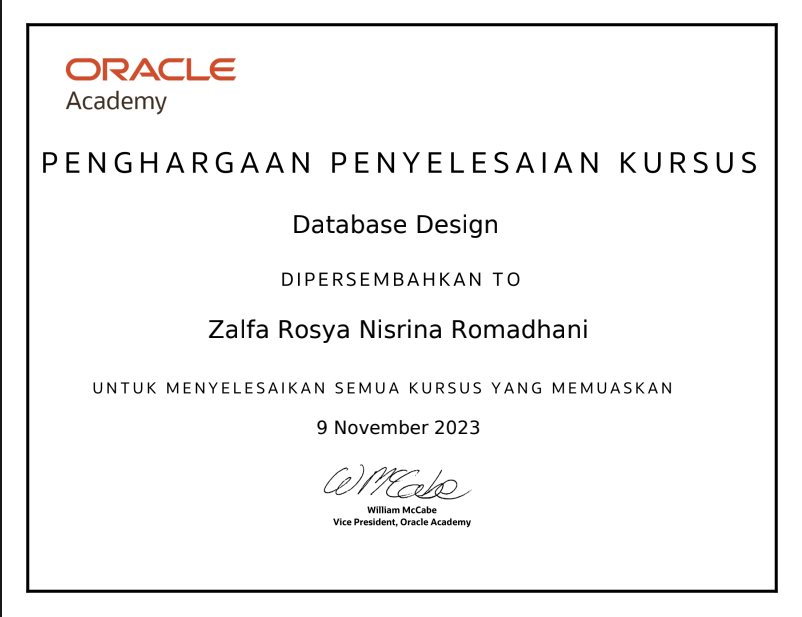 ORACLE
Academy
PENGHARGAAN PENYELESAIAN KURSUS
Database Design
DIPERSEMBAHKAN TO
Zalfa Rosya Nisrina Romadhani
UNTUK MENYELESAIKAN SEMUA KURSUS YANG MEMUASKAN
9 November 2023
W McCabe
William McCabe
Vice President, Oracle Academy